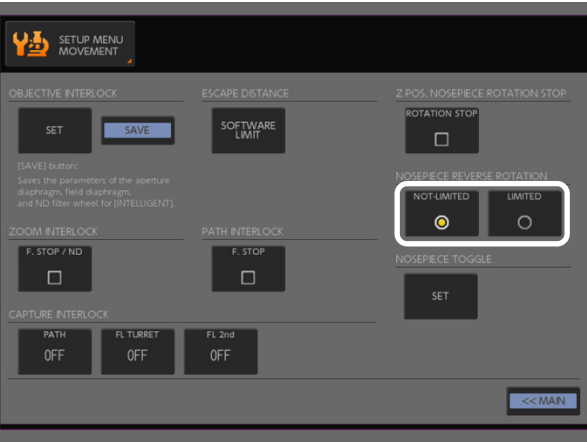 SETUP MENU
MOVEMENT
OBJECTIVE INTERLOCK
SET
SAVE
[SAVE] button:
Saves the parameters of the aperture
diaphragm, field diaphragm,
and ND filter wheel for [INTELLIGENT].
ESCAPE DISTANCE
SOFTWARE
LIMIT
Z POS. NOSEPIECE ROTATION STOP
ROTATION STOP
NOSEPIECE REVERSE ROTATION
NOT-LIMITED
LIMITED
ZOOM INTERLOCK
F. STOP / ND
PATH INTERLOCK
F. STOP
NOSEPIECE TOGGLE
SET
CAPTURE INTERLOCK
PATH
OFF
FL TURRET
OFF
FL 2nd
OFF
<< MAIN